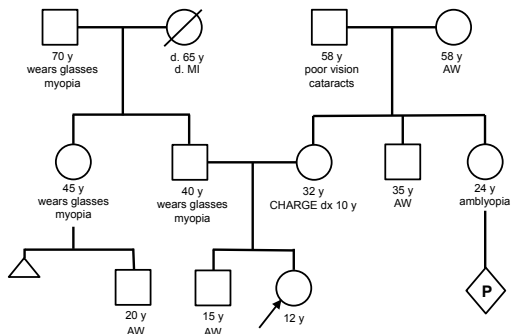 70 y
wears glasses
myopia
d. 65 y
d. MI
58 y
poor vision
cataracts
58 y
AW
45 y
wears glasses
myopia
40 y
wears glasses
myopia
32 y
CHARGE dx 10 y
35 y
AW
24 y
amblyopia
20 y
AW
15 y
AW
12 y
P